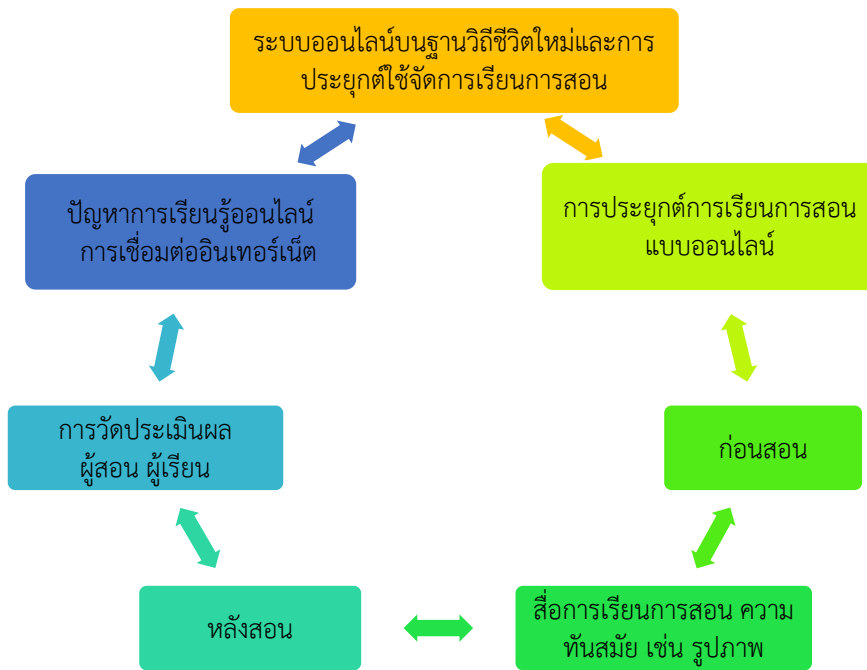 ระบบออนไลน์บนฐานวิถีชีวิตใหม่และการ
ประยุกต์ใช้จัดการเรียนการสอน
ปัญหาการเรียนรู้ออนไลน์
การเชื่อมต่ออินเทอร์เน็ต
การประยุกต์การเรียนการสอน
แบบออนไลน์
การวัดประเมินผล
ผู้สอน ผู้เรียน
ก่อนสอน
หลังสอน
สื่อการเรียนการสอน ความ
ทันสมัย เช่น รูปภาพ